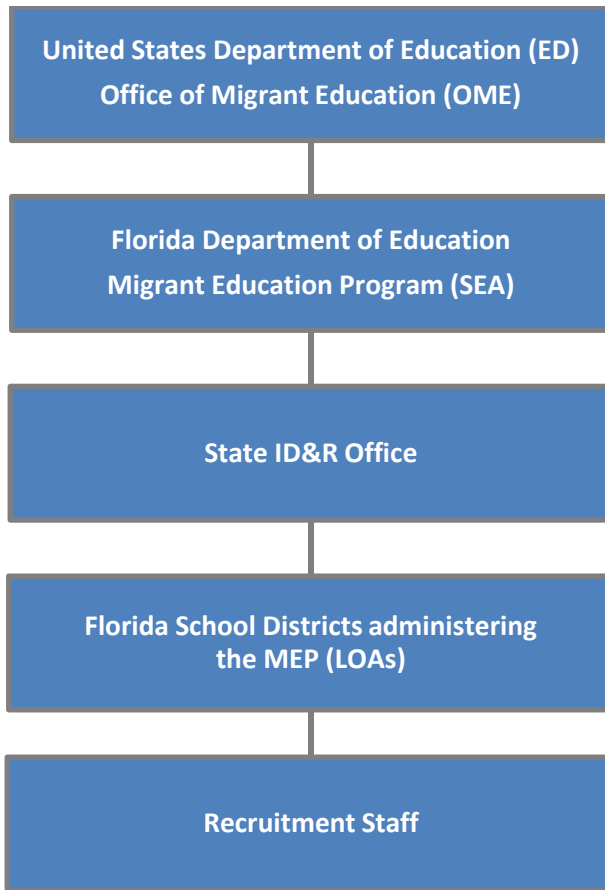 United States Department of Education (ED)
Office of Migrant Education (OME)
Florida Department of Education
Migrant Education Program (SEA)
State ID&R Office
Florida School Districts administering
the MEP (LOAs)
Recruitment Staff